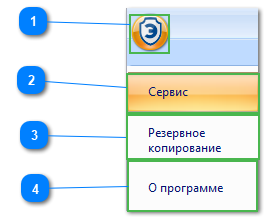 1
Э
2
Сервис
3
Резервное
копирование
4
О программе